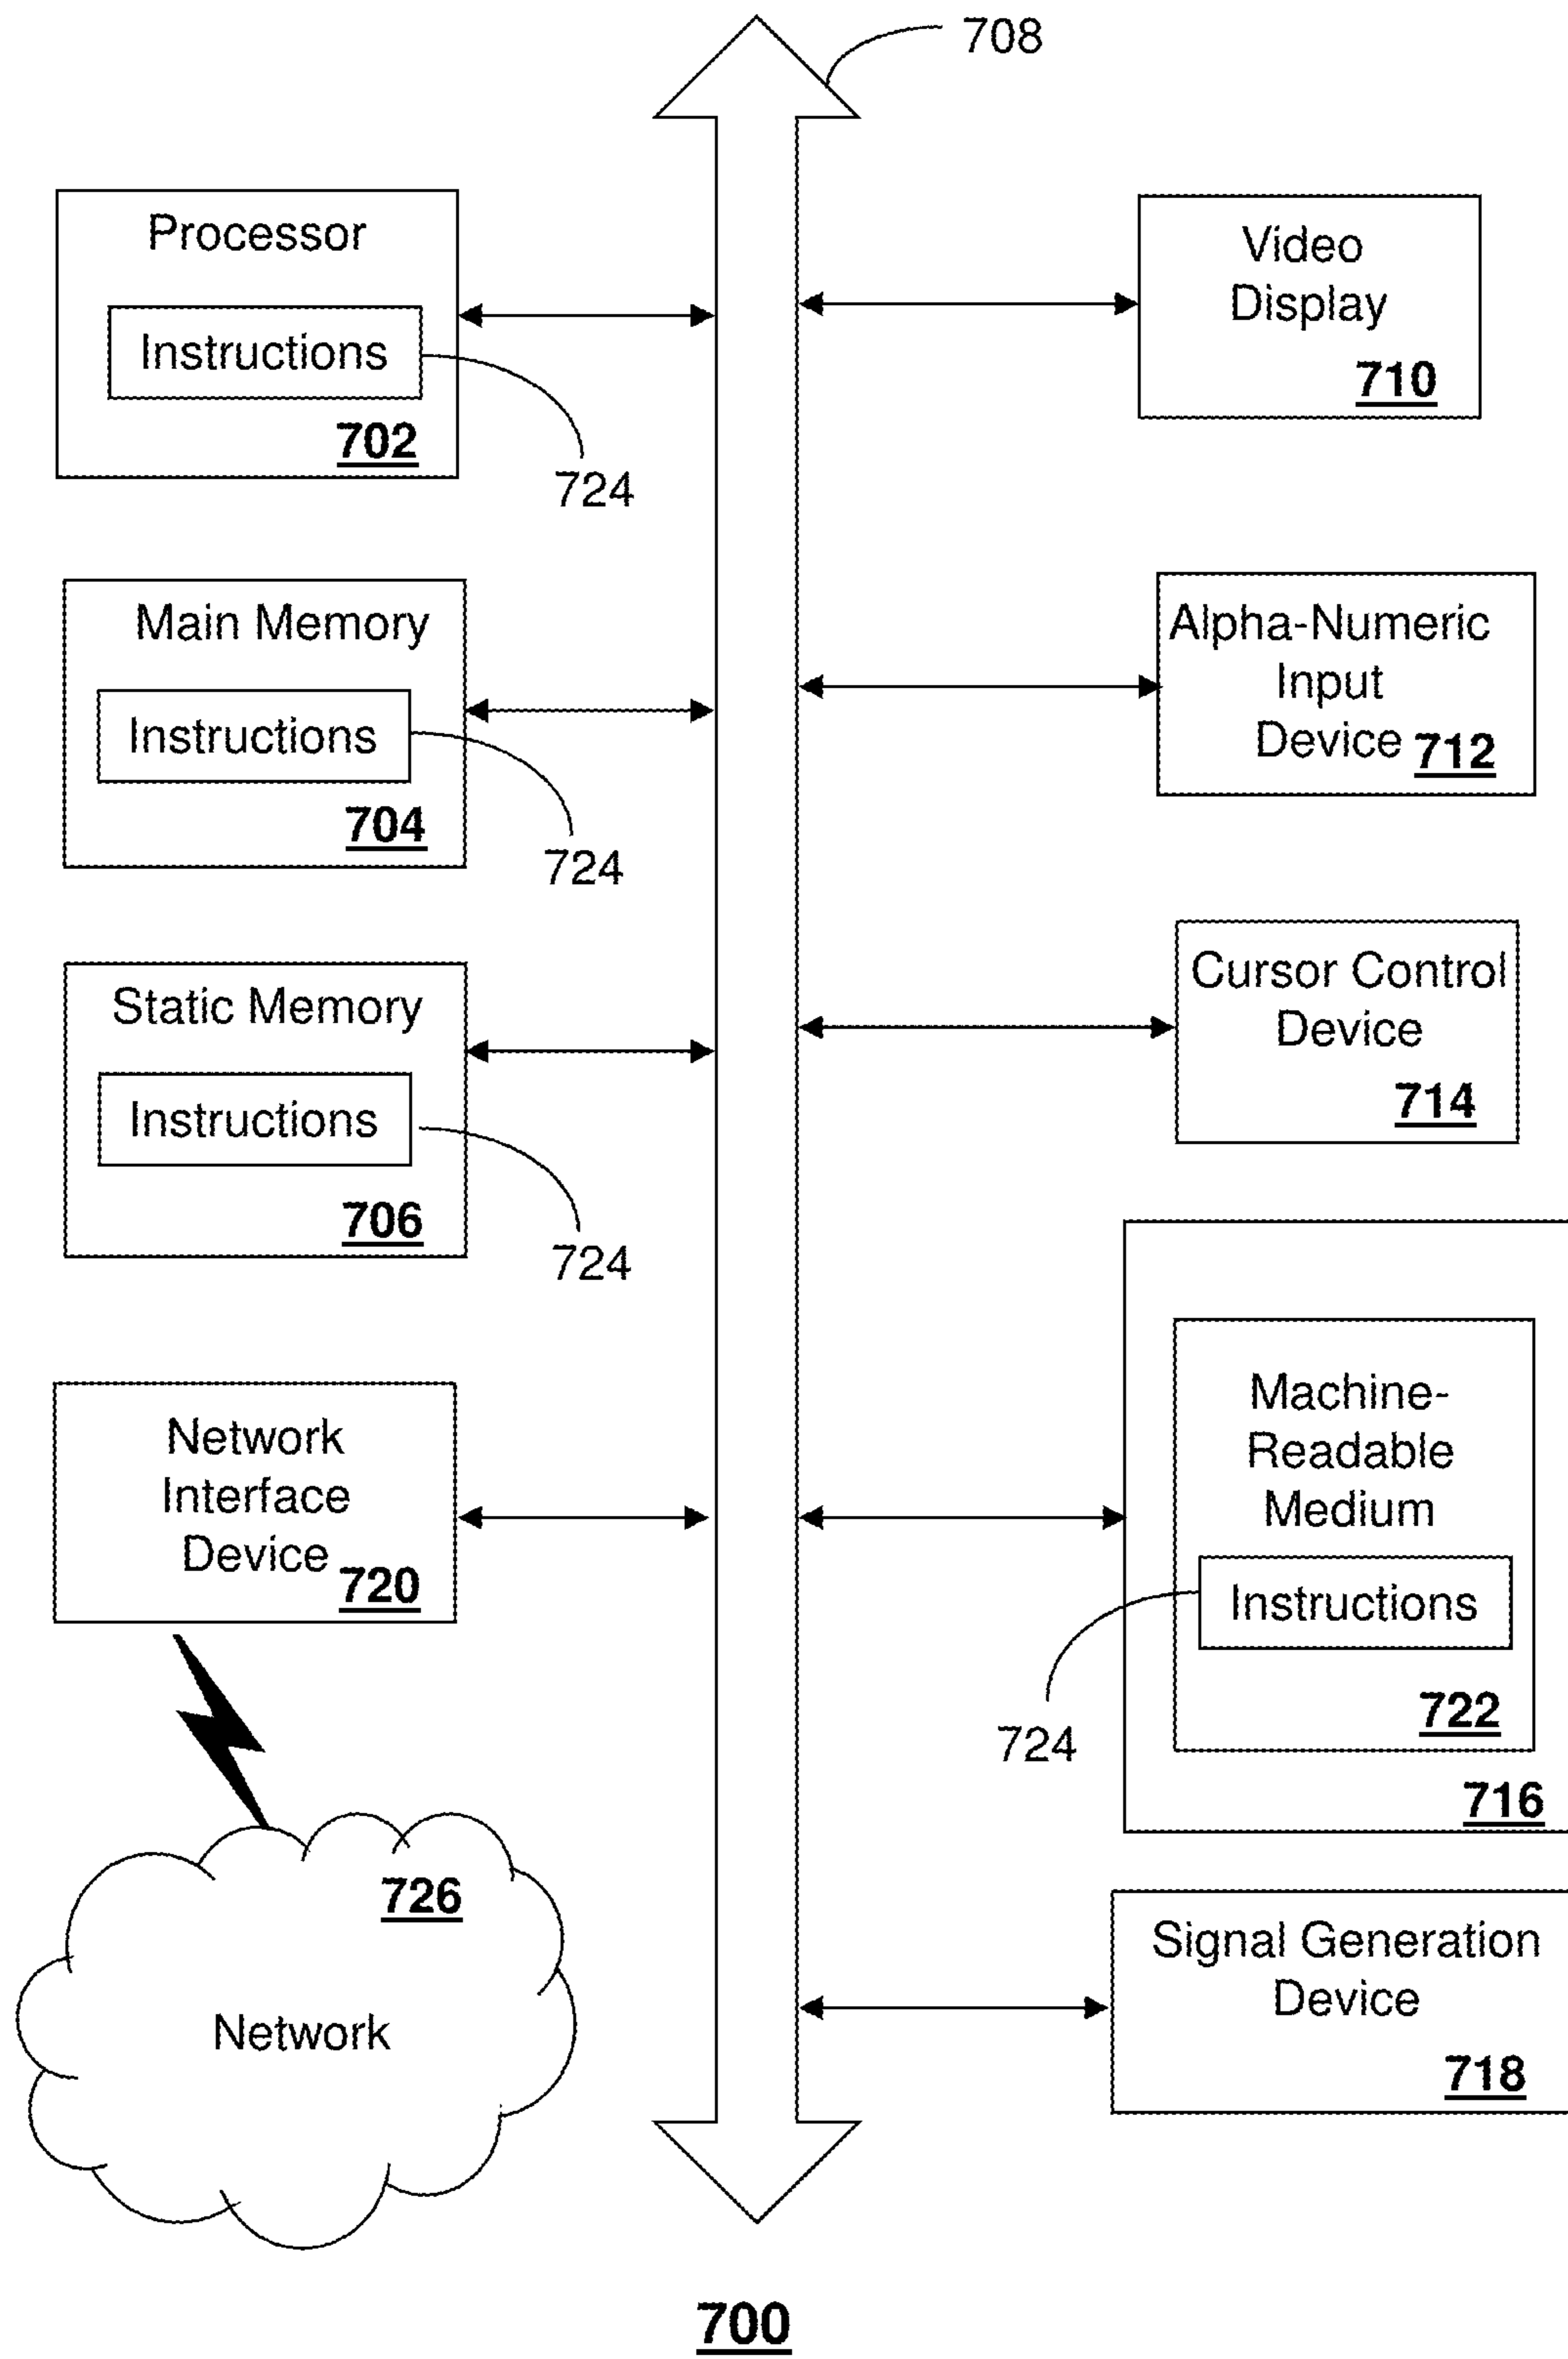 708
Processor
Instructions
702
724
Main Memory
Instructions
704
724
Static Memory
Instructions
706
724
Network
Interface
Device
720
726
Network
Video
Display
710
Alpha-Numeric
Input
Device 712
Cursor Control
Device
714
Machine-
Readable
Medium
Instructions
724
722
716
Signal Generation
Device
718
700